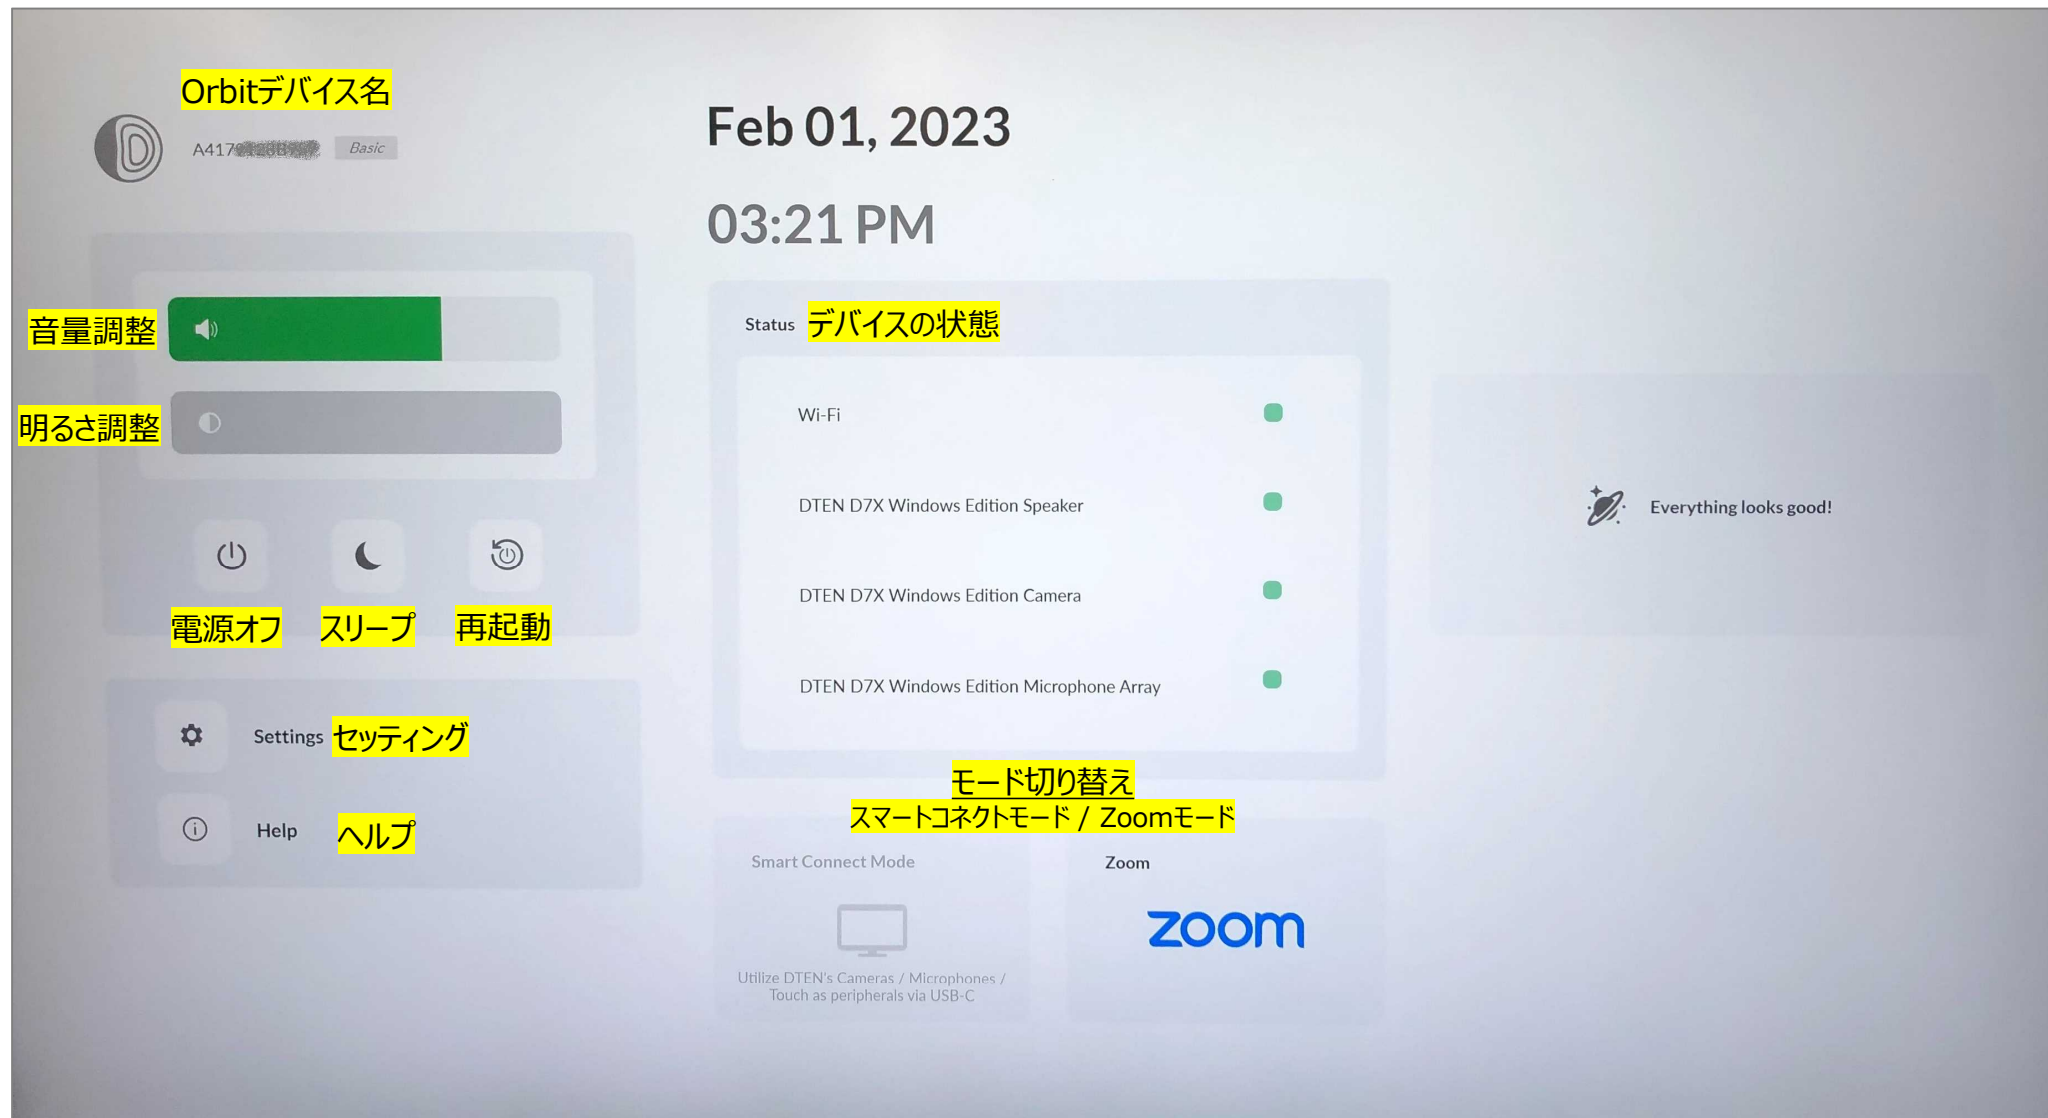 Orbitデバイス名
Basic
Feb 01, 2023
03:21 PM
音量調整
明るさ調整
電源オフ
スリープ
再起動
Settings セッティング
Help ヘルプ
Status デバイスの状態
Wi-Fi
DTEN D7X Windows Edition Speaker
DTEN D7X Windows Edition Camera
DTEN D7X Windows Edition Microphone Array
モード切り替え
スマートコネクトモード / Zoomモード
Smart Connect Mode
Utilize DTEN's Cameras / Microphones /
Touch as peripherals via USB-C
Zoom
zoom
Everything looks good!